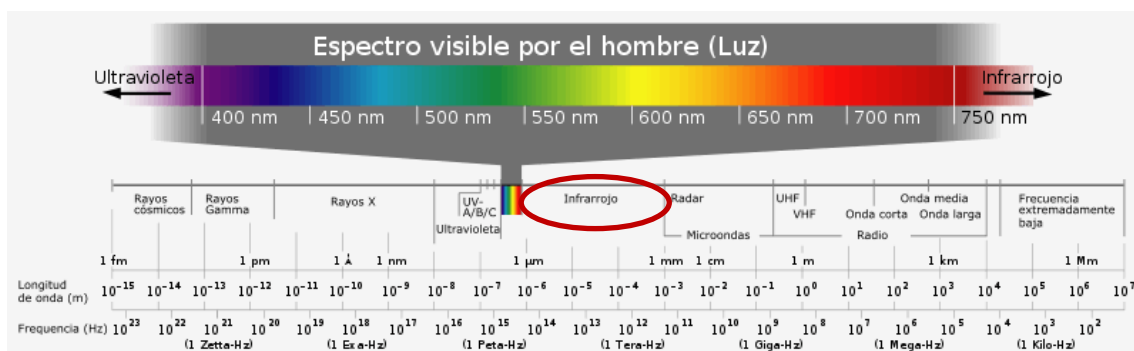 Espectro visible por el hombre (Luz)
Ultravioleta
Infrarrojo
400 nm 450 nm 500 nm 550 nm 600 nm 650 nm 700 nm 750 nm
Rayos cósmicos
Rayos Gamma
Rayos X
UV-A/B/C
Ultravioleta
Infrarrojo
Radar
Microondas
UHF
VHF
Onda media
Onda corta
Onda larga
Radio
Frecuencia
extremadamente
baja
1 fm 1 pm 1 Å 1 nm 1 µm 1 mm 1 cm 1 m 1 km 1 Mm
Longitud
de onda (m) 10⁻¹⁵ 10⁻¹⁴ 10⁻¹³ 10⁻¹² 10⁻¹¹ 10⁻¹⁰ 10⁻⁹ 10⁻⁸ 10⁻⁷ 10⁻⁶ 10⁻⁵ 10⁻⁴ 10⁻³ 10⁻² 10⁻¹ 10⁰ 10¹ 10² 10³ 10⁴ 10⁵ 10⁶ 10⁷
Frequencia (Hz) 10²³ 10²² 10²¹ 10²⁰ 10¹⁹ 10¹⁸ 10¹⁷ 10¹⁶ 10¹⁵ 10¹⁴ 10¹³ 10¹² 10¹¹ 10¹⁰ 10⁹ 10⁸ 10⁷ 10⁶ 10⁵ 10⁴ 10³ 10²
(1 Zetta-Hz) (1 Exa-Hz) (1 Peta-Hz) (1 Tera-Hz) (1 Giga-Hz) (1 Mega-Hz) (1 Kilo-Hz)